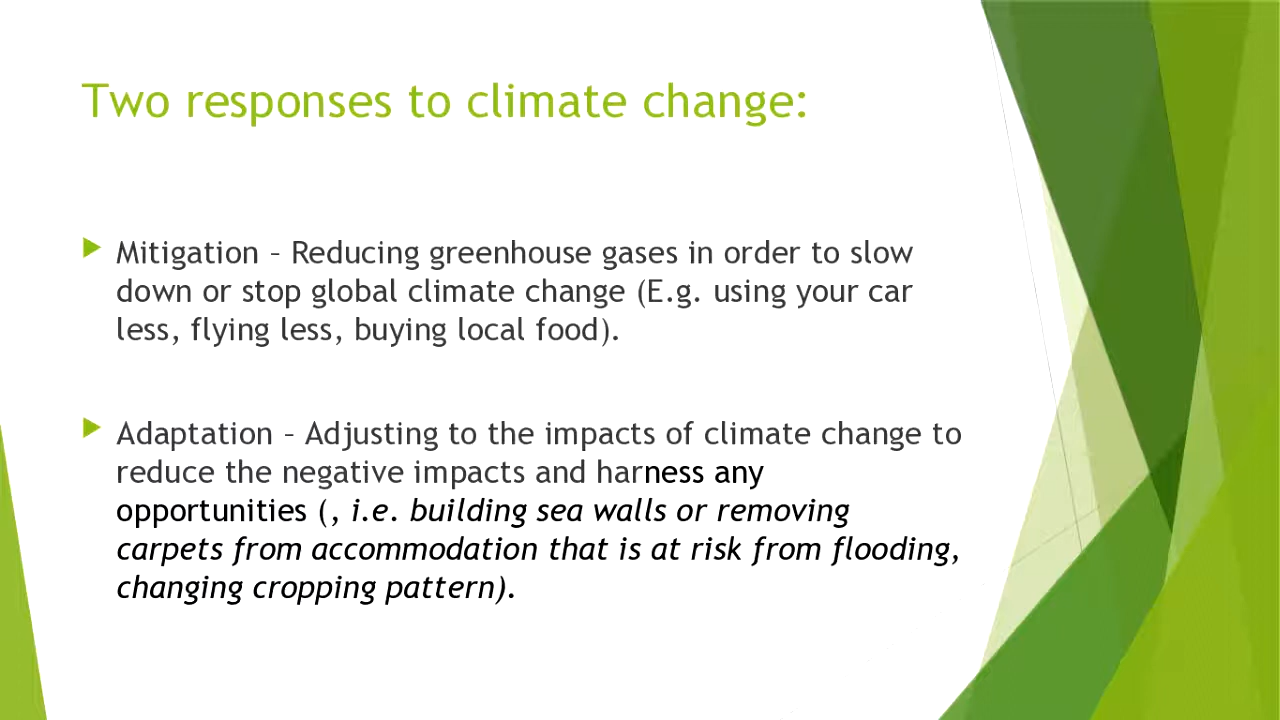 Two responses to climate change:
Mitigation – Reducing greenhouse gases in order to slow
down or stop global climate change (E.g. using your car
less, flying less, buying local food).
Adaptation – Adjusting to the impacts of climate change to
reduce the negative impacts and harness any
opportunities (, i.e. building sea walls or removing
carpets from accommodation that is at risk from flooding,
changing cropping pattern).